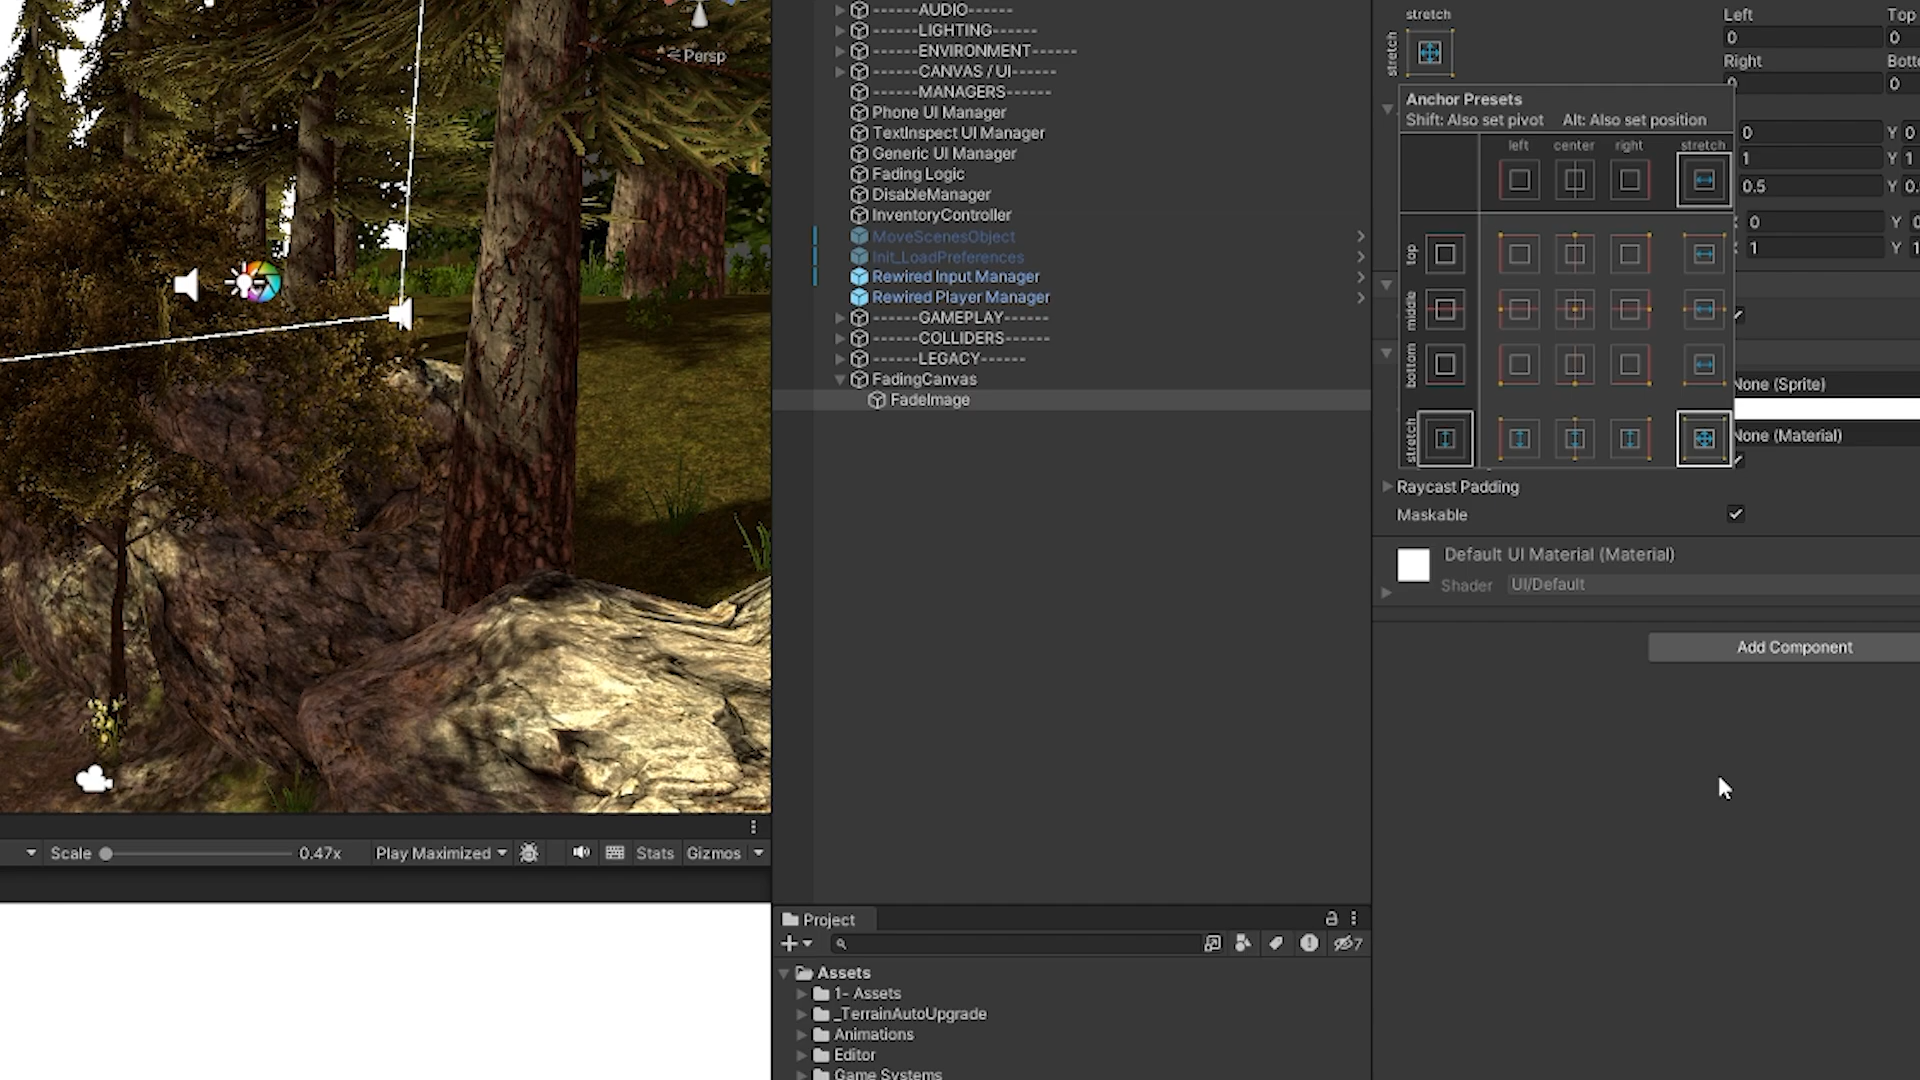 Persp
Scale
0.47x
Play Maximized
Stats
Gizmos
------AUDIO------
------LIGHTING------
------ENVIRONMENT------
------CANVAS / UI------
------MANAGERS------
Phone UI Manager
TextInspect UI Manager
Generic UI Manager
Fading Logic
DisableManager
InventoryController
MoveScenesObject
Init_LoadPreferences
Rewired Input Manager
Rewired Player Manager
------GAMEPLAY------
------COLLIDERS------
------LEGACY------
FadingCanvas
FadeImage
Project
7
Assets
1- Assets
_TerrainAutoUpgrade
Animations
Editor
Game Systems
stretch
stretch
Left
Top
0
0
Right
0
0
Anchor Presets
Shift: Also set pivot Alt: Also set position
left center right stretch
top
middle
bottom
stretch
0 Y 0
1 Y 1
0.5 Y 0.
0 Y
1 Y 1
None (Sprite)
None (Material)
Raycast Padding
Maskable
Default UI Material (Material)
Shader UI/Default
Add Component